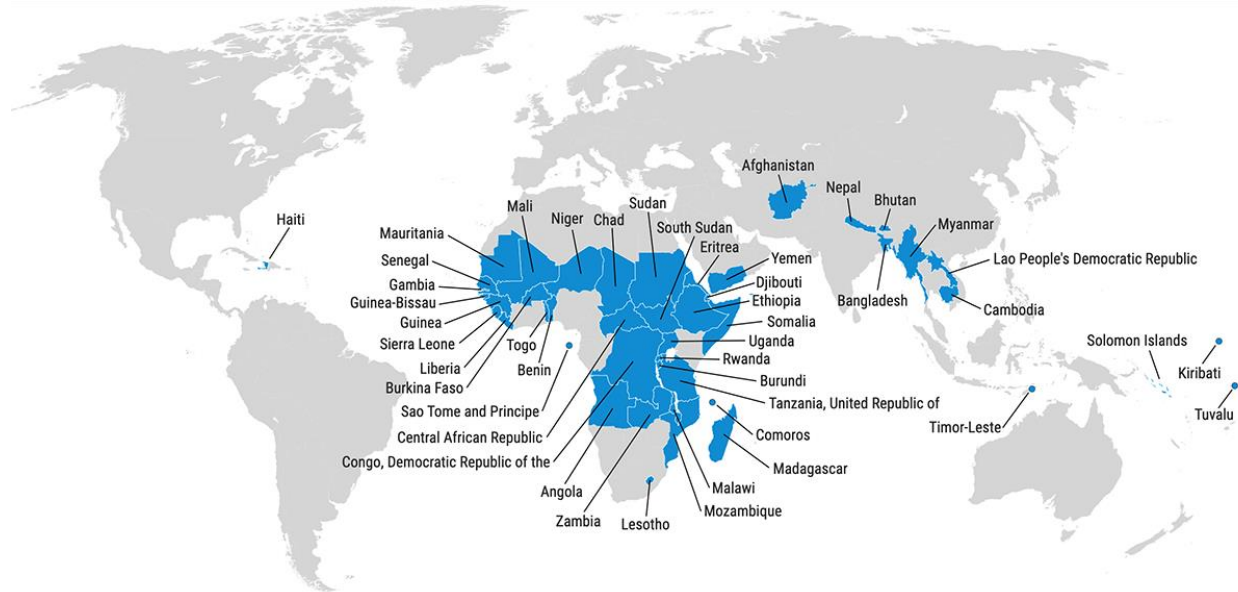 Haiti
Mauritania
Senegal
Gambia
Guinea-Bissau
Guinea
Sierra Leone
Liberia
Burkina Faso
Sao Tome and Principe
Central African Republic
Congo, Democratic Republic of the
Angola
Zambia
Lesotho
Mali
Niger
Chad
Sudan
South Sudan
Eritrea
Togo
Benin
Yemen
Djibouti
Ethiopia
Somalia
Uganda
Rwanda
Burundi
Tanzania, United Republic of
Comoros
Madagascar
Malawi
Mozambique
Afghanistan
Nepal
Bhutan
Myanmar
Lao People's Democratic Republic
Bangladesh
Cambodia
Solomon Islands
Kiribati
Tuvalu
Timor-Leste